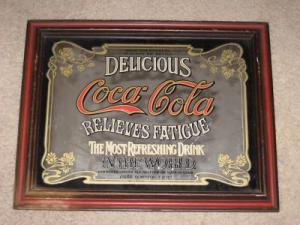 DELICIOUS
Coca-Cola
RELIEVES FATIGUE
THE MOST REFRESHING DRINK
IN THE WORLD